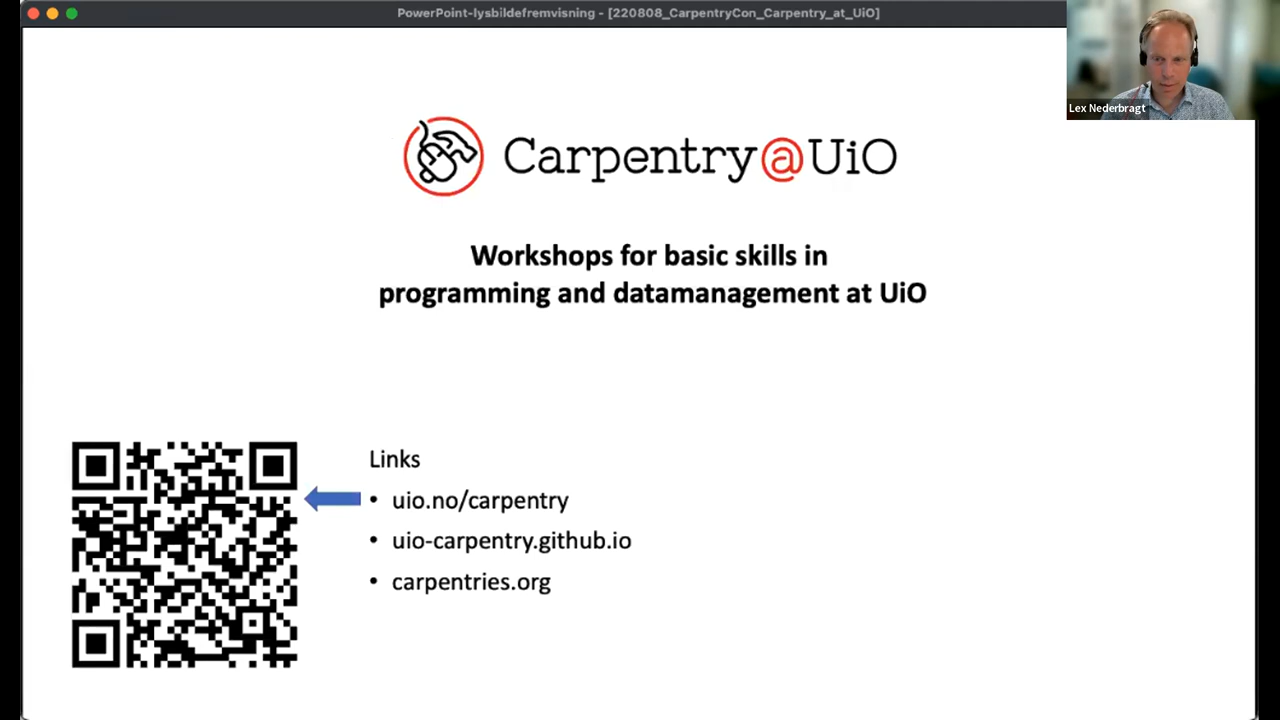 PowerPoint-lysbildefremvisning - [220808_CarpentryCon_Carpentry_at_UiO]
Lex Nederbragt
Carpentry@UiO
Workshops for basic skills in
programming and datamanagement at UiO
Links
• uio.no/carpentry
• uio-carpentry.github.io
• carpentries.org